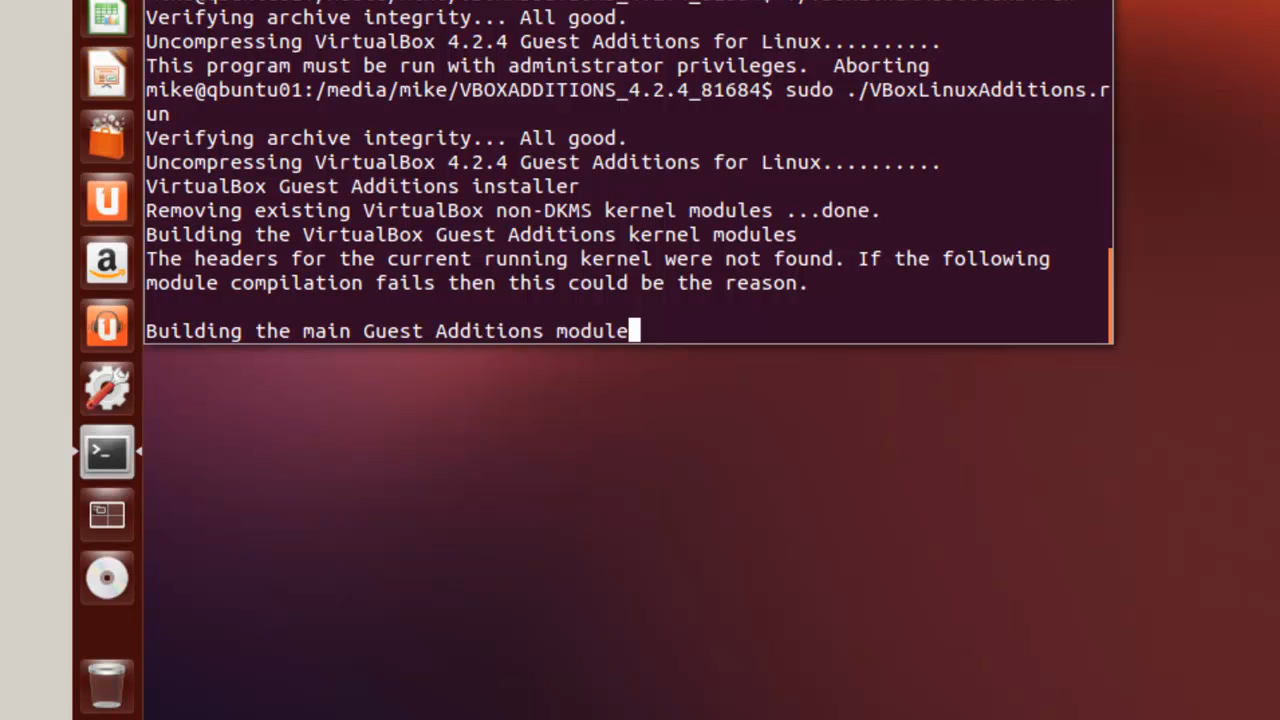 Verifying archive integrity... All good.
Uncompressing VirtualBox 4.2.4 Guest Additions for Linux..........
This program must be run with administrator privileges.  Aborting
mike@qbuntu01:/media/mike/VBOXADDITIONS_4.2.4_81684$ sudo ./VBoxLinuxAdditions.r
un
Verifying archive integrity... All good.
Uncompressing VirtualBox 4.2.4 Guest Additions for Linux..........
VirtualBox Guest Additions installer
Removing existing VirtualBox non-DKMS kernel modules ...done.
Building the VirtualBox Guest Additions kernel modules
The headers for the current running kernel were not found. If the following
module compilation fails then this could be the reason.
Building the main Guest Additions module